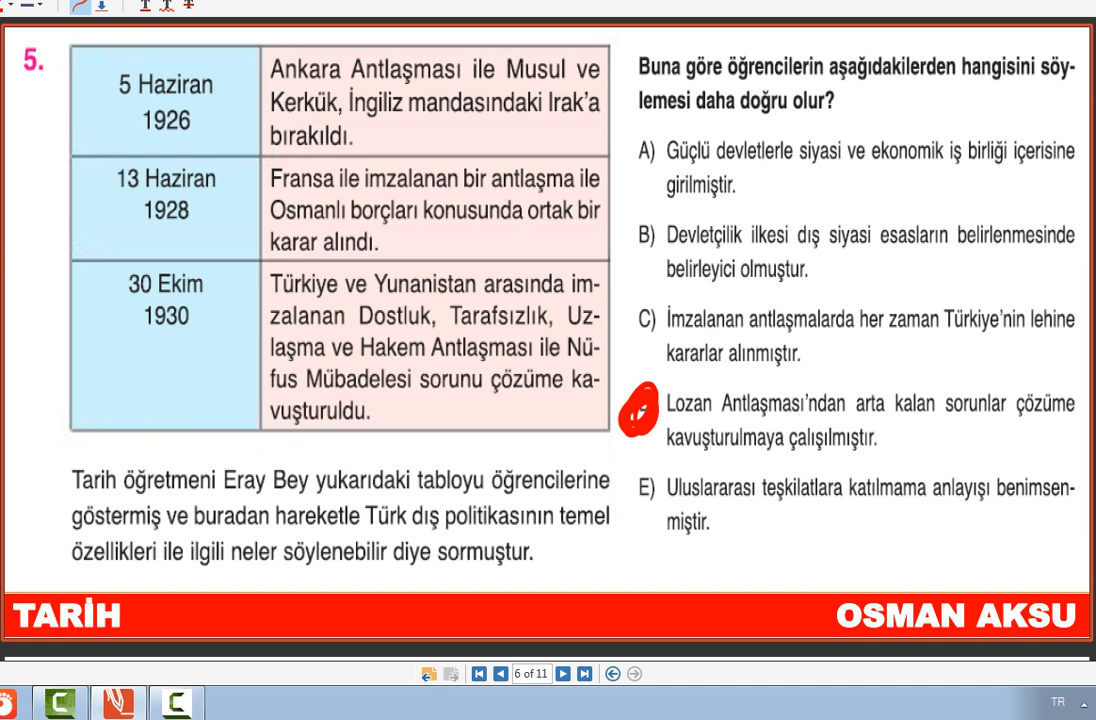 5.
5 Haziran
1926
Ankara Antlaşması ile Musul ve
Kerkük, İngiliz mandasındaki Irak’a
bırakıldı.
13 Haziran
1928
Fransa ile imzalanan bir antlaşma ile
Osmanlı borçları konusunda ortak bir
karar alındı.
30 Ekim
1930
Türkiye ve Yunanistan arasında im-
zalanan Dostluk, Tarafsızlık, Uz-
laşma ve Hakem Antlaşması ile Nü-
fus Mübadelesi sorunu çözüme ka-
vuşturuldu.
Tarih öğretmeni Eray Bey yukarıdaki tabloyu öğrencilerine
göstermiş ve buradan hareketle Türk dış politikasının temel
özellikleri ile ilgili neler söylenebilir diye sormuştur.
Buna göre öğrencilerin aşağıdakilerden hangisini söy-
lemesi daha doğru olur?
A) Güçlü devletlerle siyasi ve ekonomik iş birliği içerisine
girilmiştir.
B) Devletçilik ilkesi dış siyasi esasların belirlenmesinde
belirleyici olmuştur.
C) İmzalanan antlaşmalarda her zaman Türkiye’nin lehine
kararlar alınmıştır.
Lozan Antlaşması’ndan arta kalan sorunlar çözüme
kavuşturulmaya çalışılmıştır.
E) Uluslararası teşkilatlara katılmama anlayışı benimsen-
miştir.
TARİH
OSMAN AKSU
6 of 11
TR